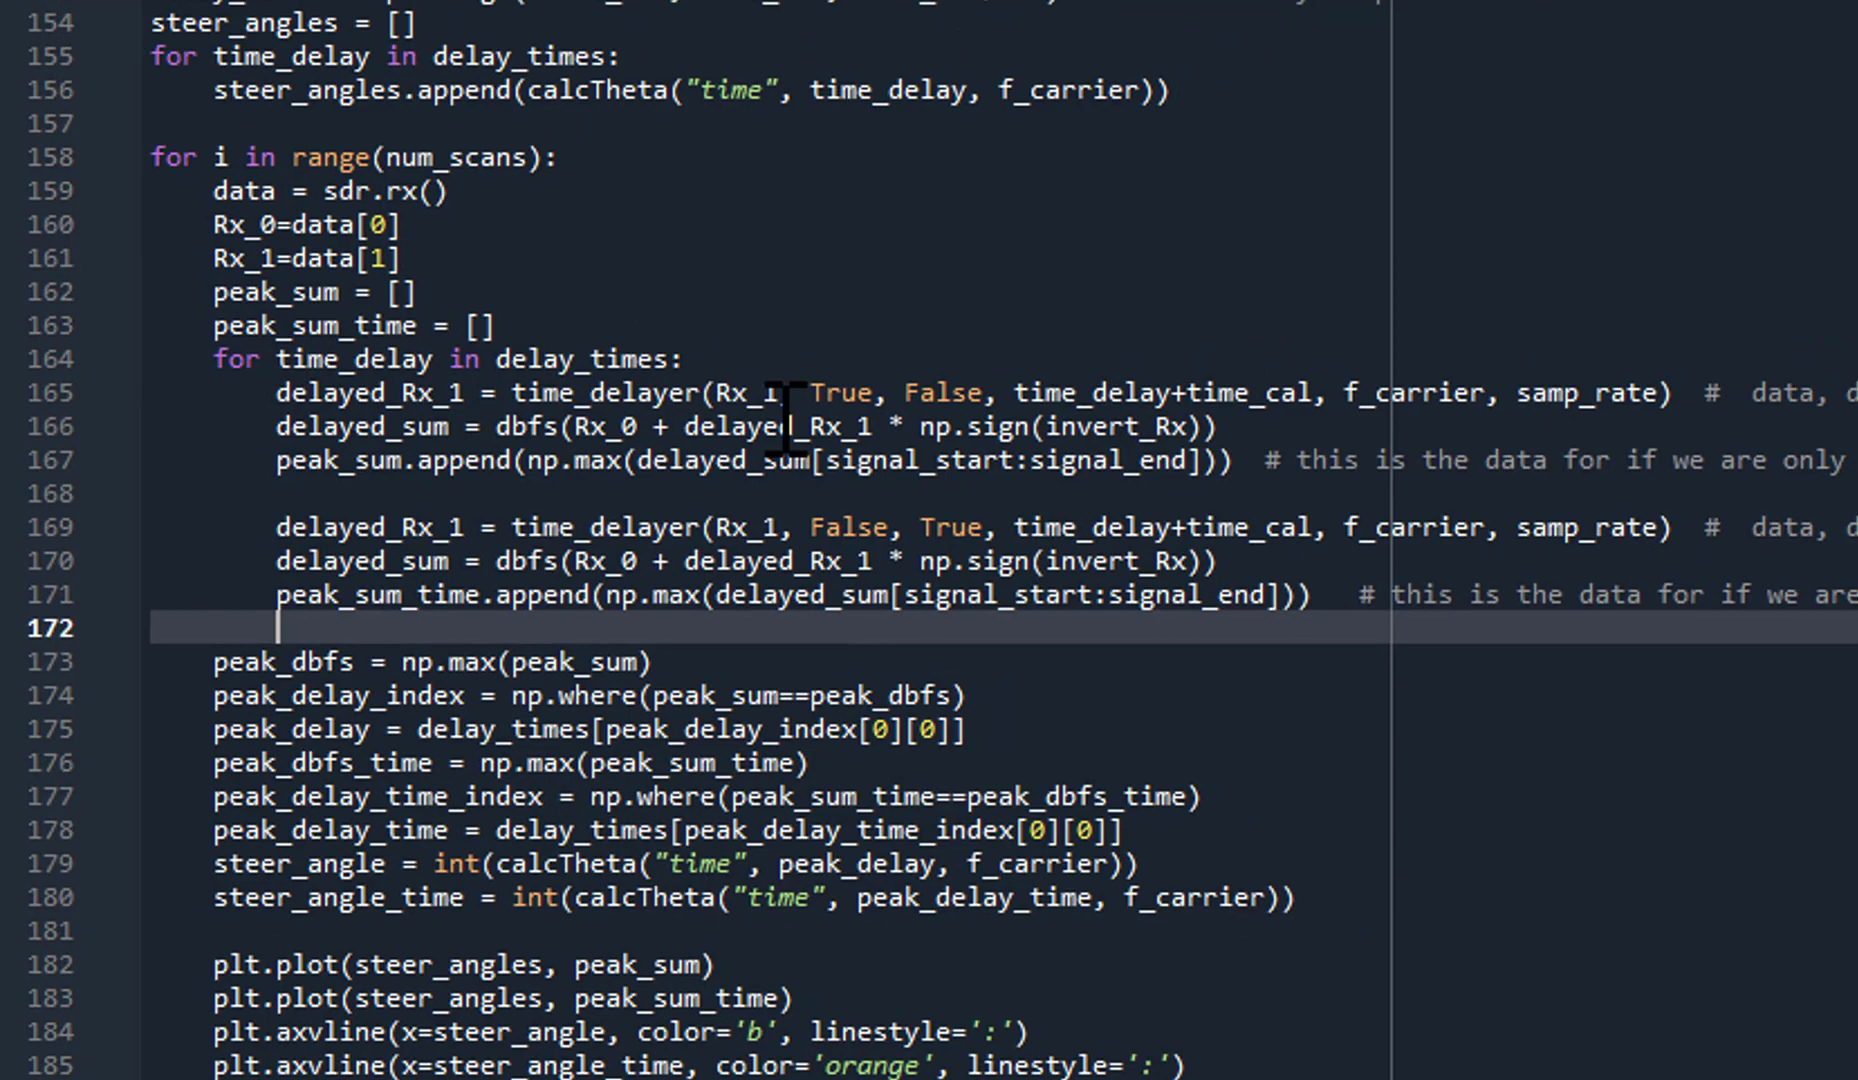 154 steer_angles = []
155 for time_delay in delay_times:
156     steer_angles.append(calcTheta("time", time_delay, f_carrier))
157
158 for i in range(num_scans):
159     data = sdr.rx()
160     Rx_0=data[0]
161     Rx_1=data[1]
162     peak_sum = []
163     peak_sum_time = []
164     for time_delay in delay_times:
165         delayed_Rx_1 = time_delayer(Rx_1, True, False, time_delay+time_cal, f_carrier, samp_rate)  #  data, d
166         delayed_sum = dbfs(Rx_0 + delayed_Rx_1 * np.sign(invert_Rx))
167         peak_sum.append(np.max(delayed_sum[signal_start:signal_end]))  # this is the data for if we are only
168
169         delayed_Rx_1 = time_delayer(Rx_1, False, True, time_delay+time_cal, f_carrier, samp_rate)  #  data, d
170         delayed_sum = dbfs(Rx_0 + delayed_Rx_1 * np.sign(invert_Rx))
171         peak_sum_time.append(np.max(delayed_sum[signal_start:signal_end]))   # this is the data for if we are
172
173     peak_dbfs = np.max(peak_sum)
174     peak_delay_index = np.where(peak_sum==peak_dbfs)
175     peak_delay = delay_times[peak_delay_index[0][0]]
176     peak_dbfs_time = np.max(peak_sum_time)
177     peak_delay_time_index = np.where(peak_sum_time==peak_dbfs_time)
178     peak_delay_time = delay_times[peak_delay_time_index[0][0]]
179     steer_angle = int(calcTheta("time", peak_delay, f_carrier))
180     steer_angle_time = int(calcTheta("time", peak_delay_time, f_carrier))
181
182     plt.plot(steer_angles, peak_sum)
183     plt.plot(steer_angles, peak_sum_time)
184     plt.axvline(x=steer_angle, color='b', linestyle=':')
185     plt.axvline(x=steer_angle_time, color='orange', linestyle=':')